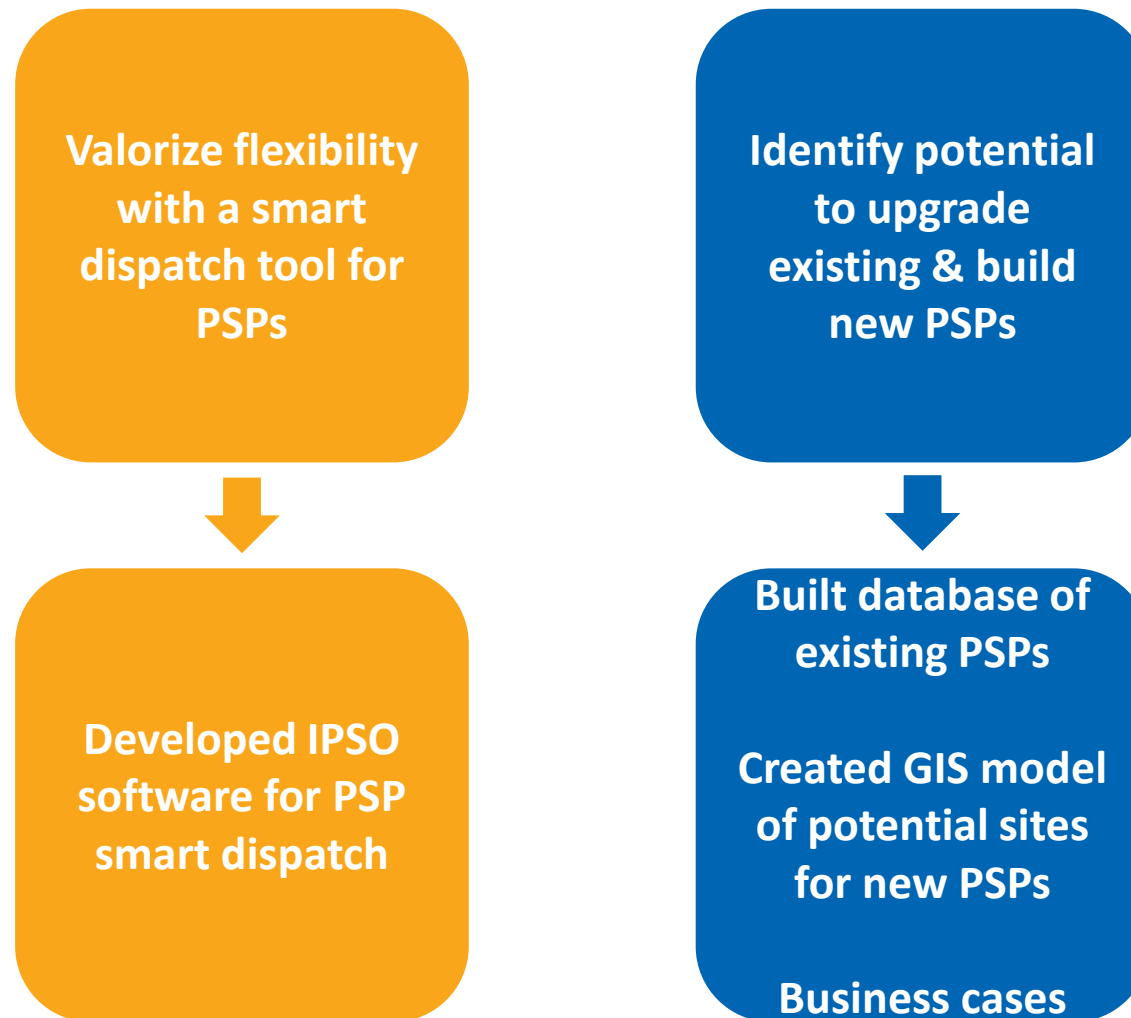 Valorize flexibility
with a smart
dispatch tool for
PSPs
Developed IPSO
software for PSP
smart dispatch
Identify potential
to upgrade
existing & build
new PSPs
Built database of
existing PSPs
Created GIS model
of potential sites
for new PSPs
Business cases